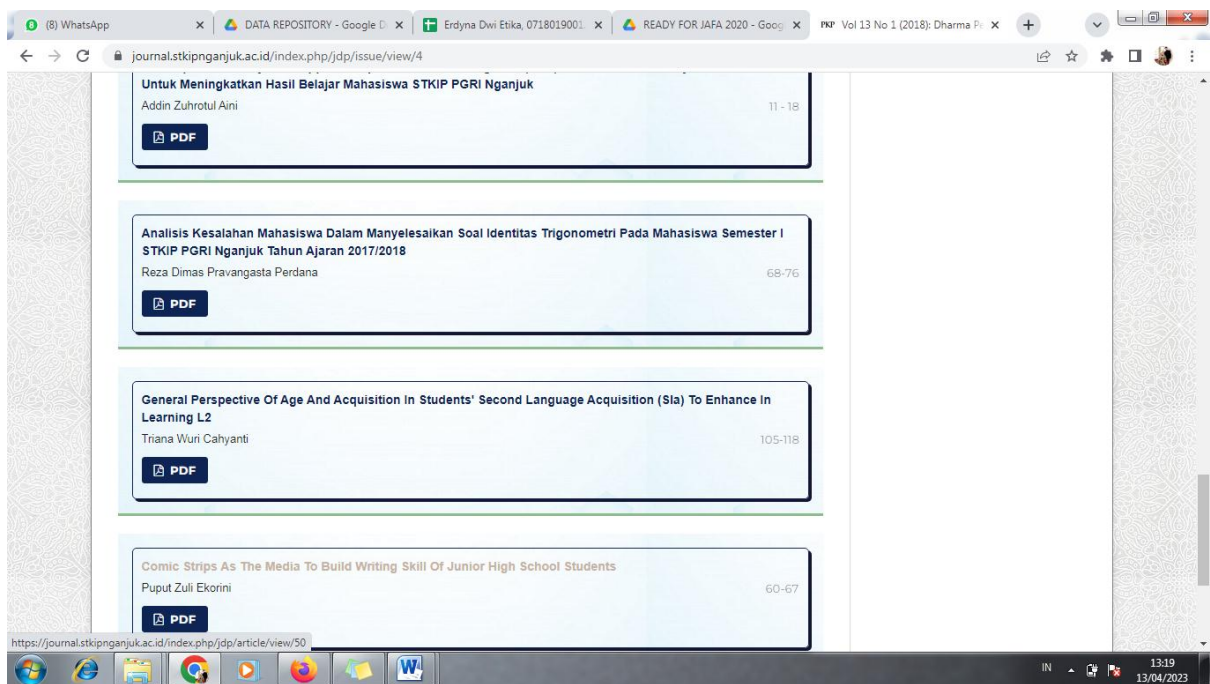 8 (8) WhatsApp
DATA REPOSITORY - Google D
Erdyna Dwi Etika, 0718019001.
READY FOR JAFA 2020 - Goog
PKP Vol 13 No 1 (2018): Dharma Pe
journal.stkipnganjuk.ac.id/index.php/jdp/issue/view/4
Untuk Meningkatkan Hasil Belajar Mahasiswa STKIP PGRI Nganjuk
Addin Zuhrotul Aini
11 - 18
PDF
Analisis Kesalahan Mahasiswa Dalam Manyelesaikan Soal Identitas Trigonometri Pada Mahasiswa Semester I
STKIP PGRI Nganjuk Tahun Ajaran 2017/2018
Reza Dimas Pravangasta Perdana
68-76
PDF
General Perspective Of Age And Acquisition In Students' Second Language Acquisition (Sla) To Enhance In
Learning L2
Triana Wuri Cahyanti
105-118
PDF
Comic Strips As The Media To Build Writing Skill Of Junior High School Students
Puput Zuli Ekorini
60-67
PDF
https://journal.stkipnganjuk.ac.id/index.php/jdp/article/view/50
IN
13:19
13/04/2023